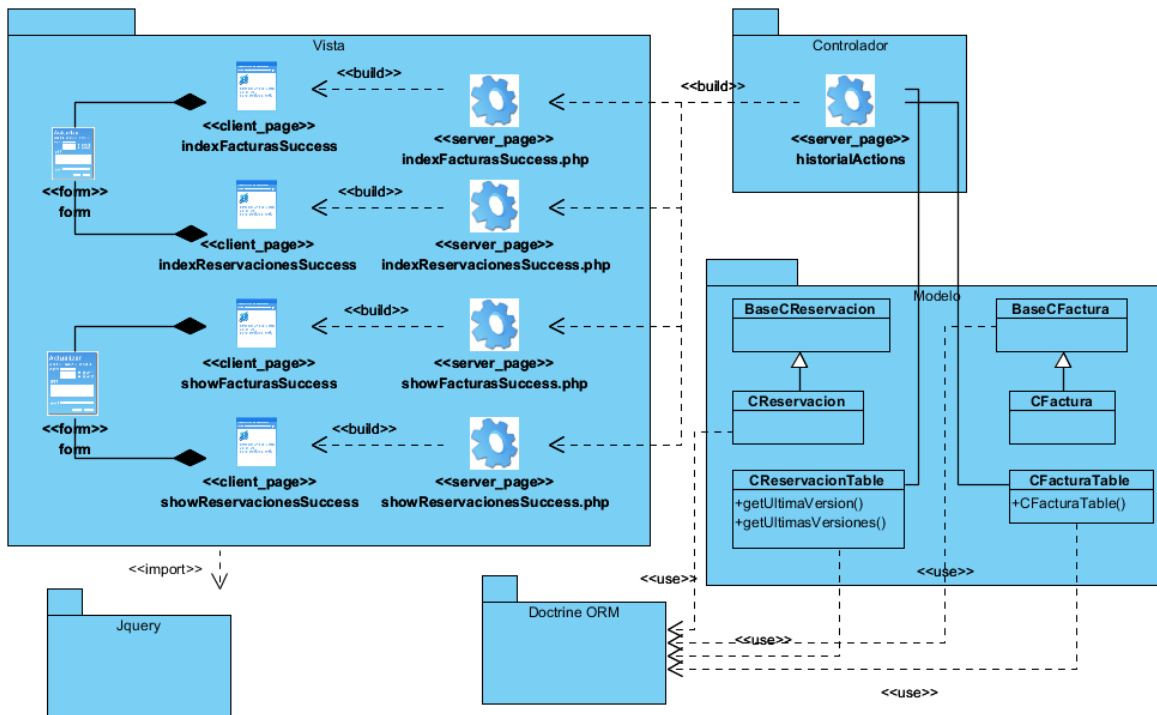 Vista
<<build>>
<<client_page>>
indexFacturasSuccess
<<server_page>>
indexFacturasSuccess.php
Actualizar
<<form>>
form
<<build>>
<<client_page>>
indexReservacionesSuccess
<<server_page>>
indexReservacionesSuccess.php
<<build>>
<<client_page>>
showFacturasSuccess
<<server_page>>
showFacturasSuccess.php
Actualizar
<<form>>
form
<<build>>
<<client_page>>
showReservacionesSuccess
<<server_page>>
showReservacionesSuccess.php
<<build>>
Controlador
<<server_page>>
historialActions
Modelo
BaseCReservacion
BaseCFactura
CReservacion
CFactura
CReservacionTable
+getUltimaVersion()
+getUltimasVersiones()
CFacturaTable
+CFacturaTable()
<<import>>
Jquery
Doctrine ORM
<<use>>
<<use>>
<<use>>
<<use>>